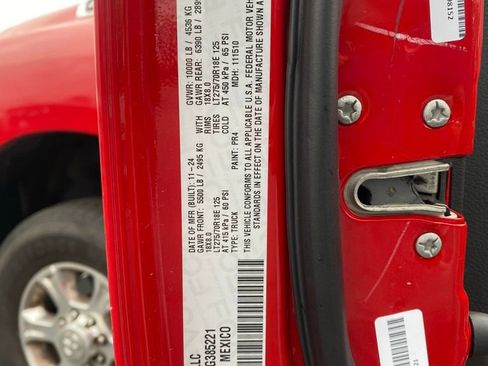 DATE OF MFR (BUILT): 11-24 GVWR: 10000 LB / 4536 KG
GAWR FRONT: 5500 LB / 2495 KG WITH GAWR REAR: 6390 LB / 289
18X8.0 RIMS 18X8.0
LT275/70R18E 125 TIRES LT275/70R18E 125
AT 415 kPa / 60 PSI COLD AT 450 kPa / 65 PSI
TYPE: TRUCK PAINT: PR4 MDH: 111510
THIS VEHICLE CONFORMS TO ALL APPLICABLE U.S.A. FEDERAL MOTOR VEHI
STANDARDS IN EFFECT ON THE DATE OF MANUFACTURE SHOWN A
LLC
G385221
MEXICO